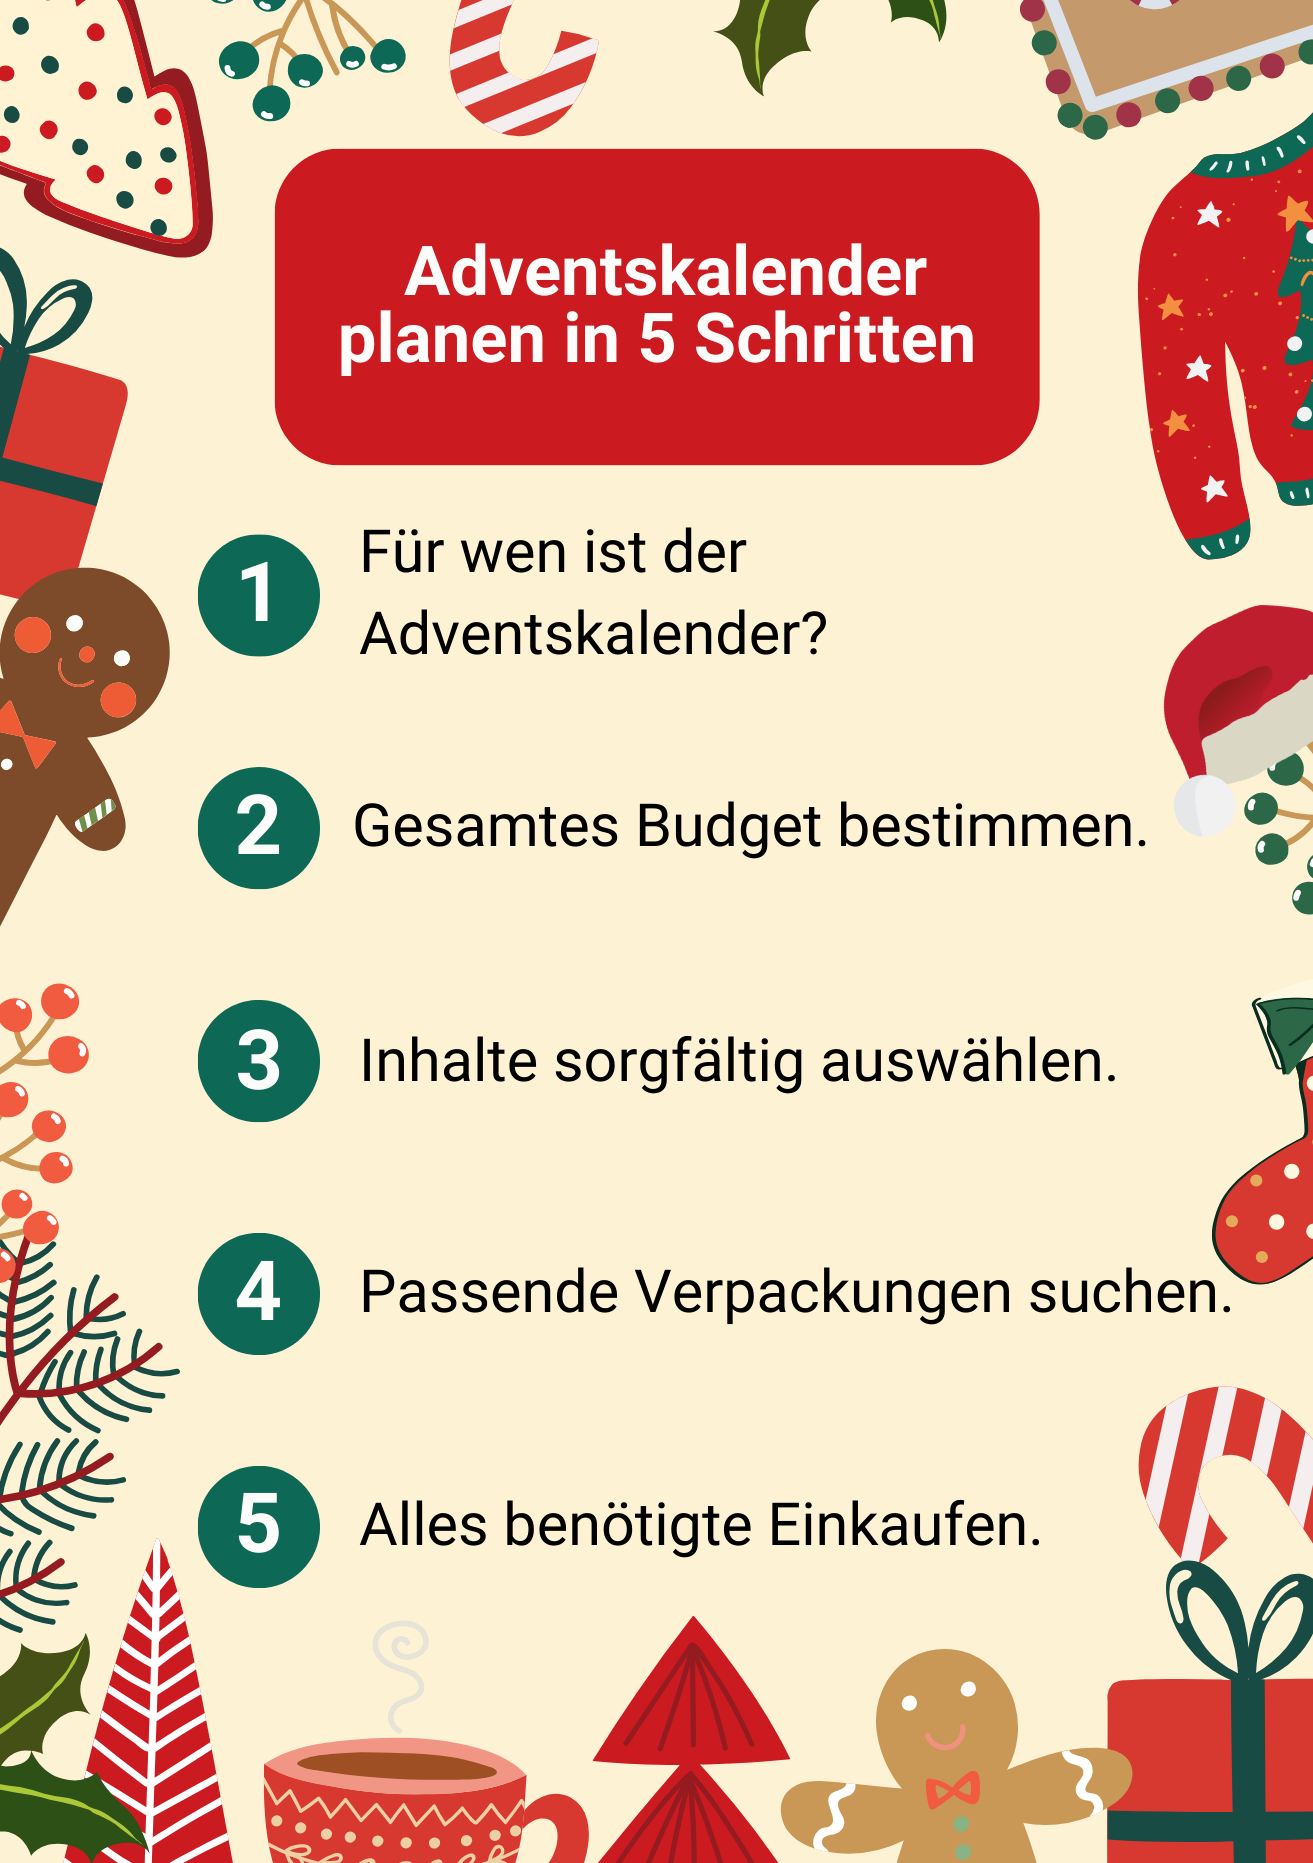 Adventskalender
planen in 5 Schritten
1
Für wen ist der
Adventskalender?
2
Gesamtes Budget bestimmen.
3
Inhalte sorgfältig auswählen.
4
Passende Verpackungen suchen.
5
Alles benötigte Einkaufen.